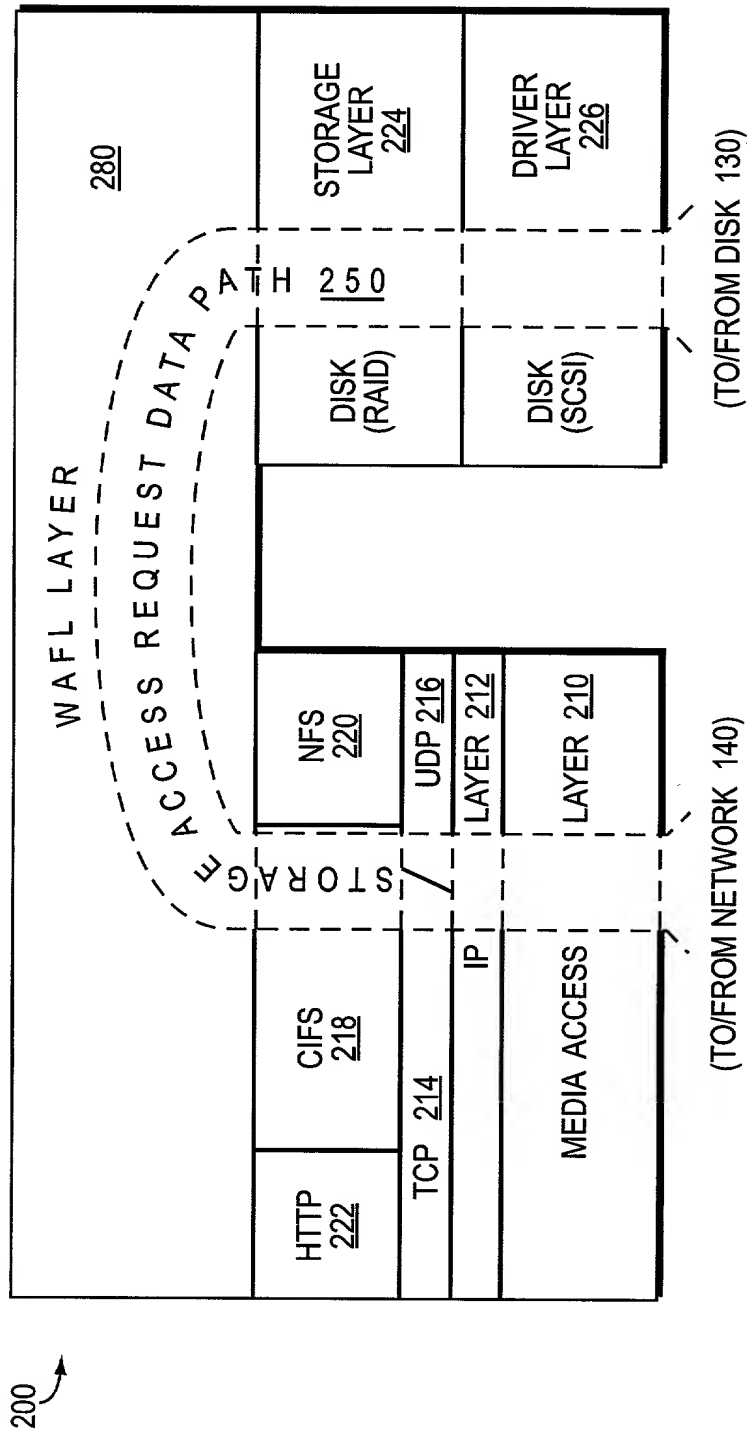 200
WAFL LAYER
280
STORAGE ACCESS REQUEST DATA PATH 250
HTTP
222
CIFS
218
NFS
220
TCP 214
UDP 216
IP
LAYER 212
MEDIA ACCESS
LAYER 210
(TO/FROM NETWORK 140)
DISK
(RAID)
STORAGE
LAYER
224
DISK
(SCSI)
DRIVER
LAYER
226
(TO/FROM DISK 130)